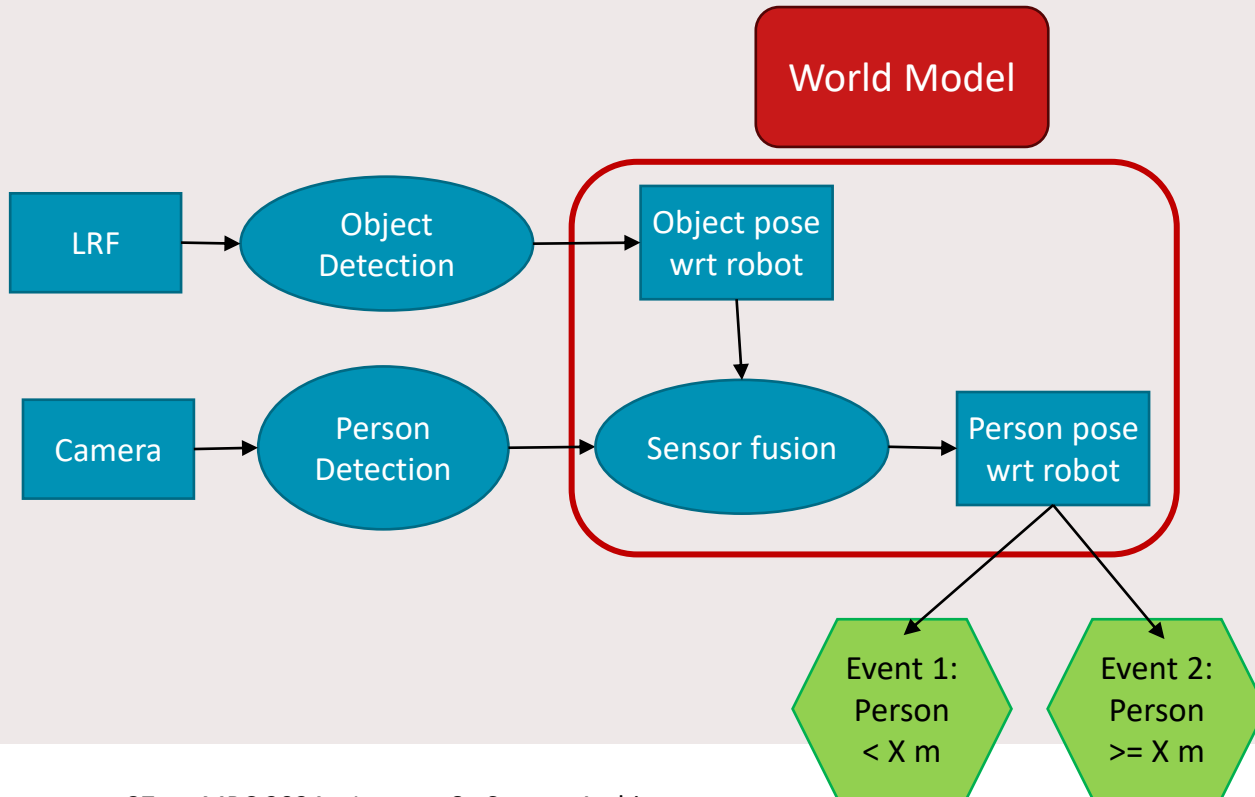 World Model
LRF
Object
Detection
Object pose
wrt robot
Camera
Person
Detection
Sensor fusion
Person pose
wrt robot
Event 1:
Person
< X m
Event 2:
Person
>= X m